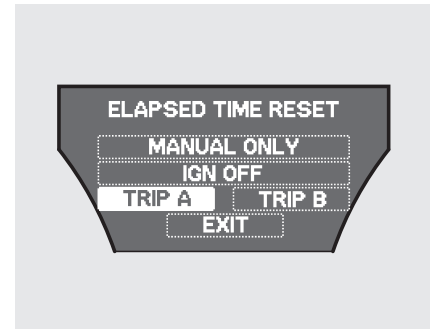 ELAPSED TIME RESET
MANUAL ONLY
IGN OFF
TRIP A TRIP B
EXIT